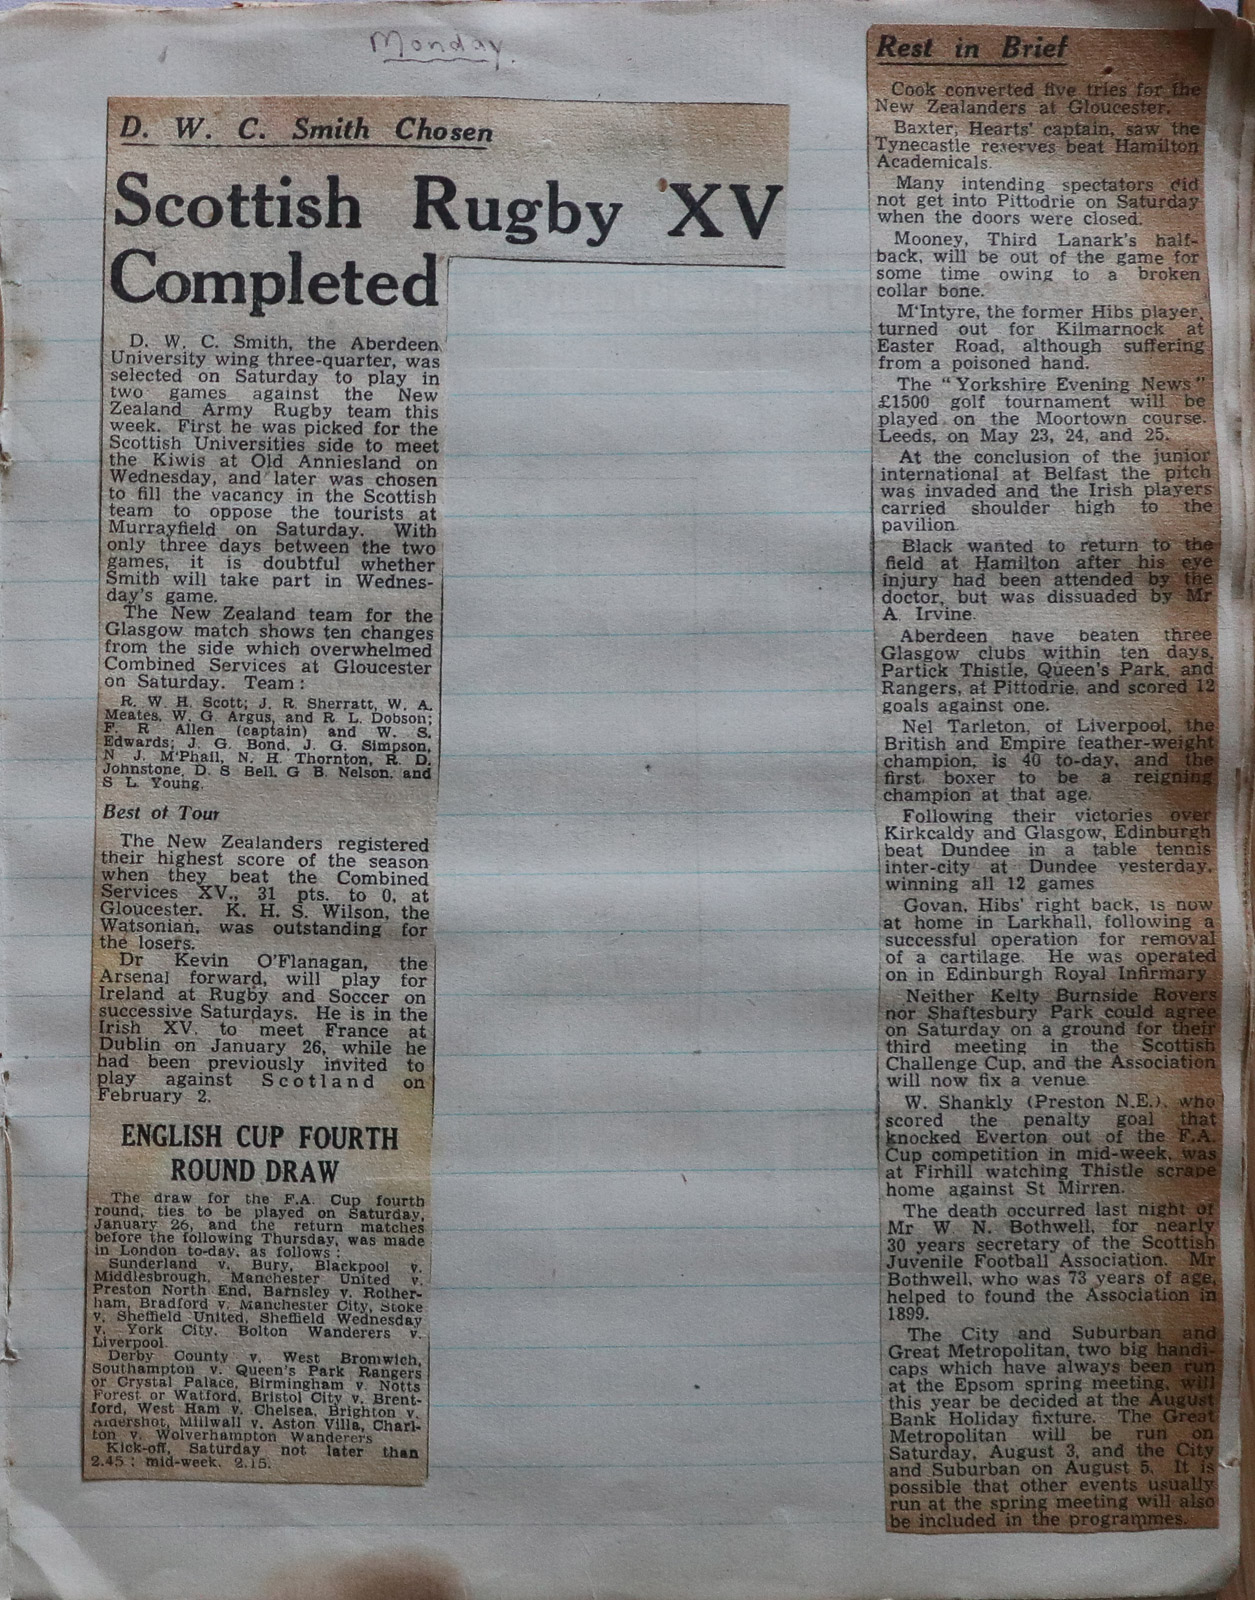 Monday.
D. W. C. Smith Chosen
Scottish Rugby XV
Completed
D. W. C. Smith, the Aberdeen
University wing three-quarter, was
selected on Saturday to play in
two games against the New
Zealand Army Rugby team this
week. First he was picked for the
Scottish Universities side to meet
the Kiwis at Old Anniesland on
Wednesday, and later was chosen
to fill the vacancy in the Scottish
team to oppose the tourists at
Murrayfield on Saturday. With
only three days between the two
games, it is doubtful whether
Smith will take part in Wednes-
day's game.
The New Zealand team for the
Glasgow match shows ten changes
from the side which overwhelmed
Combined Services at Gloucester
on Saturday. Team:
R. W. H. Scott; J. R. Sherratt, W. A.
Meates, W. G. Argus, and R. L. Dobson;
F. R Allen (captain) and W. S.
Edwards; J. G. Bond, J. G. Simpson,
N J. M'Phail, N. H. Thornton, R. D.
Johnstone, D. S Bell, G B. Nelson, and
S L. Young.
Best of Tour
The New Zealanders registered
their highest score of the season
when they beat the Combined
Services XV., 31 pts. to 0, at
Gloucester. K. H. S. Wilson, the
Watsonian, was outstanding for
the losers.
Dr Kevin O'Flanagan, the
Arsenal forward, will play for
Ireland at Rugby and Soccer on
successive Saturdays. He is in the
Irish XV. to meet France at
Dublin on January 26, while he
had been previously invited to
play against Scotland on
February 2.
ENGLISH CUP FOURTH
ROUND DRAW
The draw for the F.A. Cup fourth
round, ties to be played on Saturday,
January 26, and the return matches
before the following Thursday, was made
in London to-day, as follows:
Sunderland v. Bury, Blackpool v.
Middlesbrough, Manchester United v.
Preston North End, Barnsley v. Rother-
ham, Bradford v. Manchester City, Stoke
v. Sheffield United, Sheffield Wednesday
v. York City, Bolton Wanderers v.
Liverpool.
Derby County v. West Bromwich,
Southampton v. Queen's Park Rangers
or Crystal Palace, Birmingham v. Notts
Forest or Watford, Bristol City v. Brent-
ford, West Ham v. Chelsea, Brighton v.
Aldershot, Millwall v. Aston Villa, Charl-
ton v. Wolverhampton Wanderers
Kick-off, Saturday not later than
2.45; mid-week, 2.15.
Rest in Brief
Cook converted five tries for the
New Zealanders at Gloucester.
Baxter, Hearts' captain, saw the
Tynecastle reserves beat Hamilton
Academicals.
Many intending spectators did
not get into Pittodrie on Saturday
when the doors were closed.
Mooney, Third Lanark's half-
back, will be out of the game for
some time owing to a broken
collar bone.
M'Intyre, the former Hibs player,
turned out for Kilmarnock at
Easter Road, although suffering
from a poisoned hand.
The "Yorkshire Evening News"
£1500 golf tournament will be
played on the Moortown course.
Leeds, on May 23, 24, and 25.
At the conclusion of the junior
international at Belfast the pitch
was invaded and the Irish players
carried shoulder high to the
pavilion.
Black wanted to return to the
field at Hamilton after his eye
injury had been attended by the
doctor, but was dissuaded by Mr
A. Irvine.
Aberdeen have beaten three
Glasgow clubs within ten days,
Partick Thistle, Queen's Park, and
Rangers, at Pittodrie, and scored 12
goals against one.
Nel Tarleton, of Liverpool, the
British and Empire feather-weight
champion, is 40 to-day, and the
first boxer to be a reigning
champion at that age.
Following their victories over
Kirkcaldy and Glasgow, Edinburgh
beat Dundee in a table tennis
inter-city at Dundee yesterday,
winning all 12 games
Govan, Hibs' right back, is now
at home in Larkhall, following a
successful operation for removal
of a cartilage. He was operated
on in Edinburgh Royal Infirmary
Neither Kelty Burnside Rovers
nor Shaftesbury Park could agree
on Saturday on a ground for their
third meeting in the Scottish
Challenge Cup, and the Association
will now fix a venue.
W. Shankly (Preston N.E.), who
scored the penalty goal that
knocked Everton out of the F.A.
Cup competition in mid-week, was
at Firhill watching Thistle scrape
home against St Mirren.
The death occurred last night of
Mr W. N. Bothwell, for nearly
30 years secretary of the Scottish
Juvenile Football Association. Mr
Bothwell, who was 73 years of age,
helped to found the Association in
1899.
The City and Suburban and
Great Metropolitan, two big handi-
caps which have always been run
at the Epsom spring meeting, will
this year be decided at the August
Bank Holiday fixture. The Great
Metropolitan will be run on
Saturday, August 3, and the City
and Suburban on August 5. It is
possible that other events usually
run at the spring meeting will also
be included in the programmes.